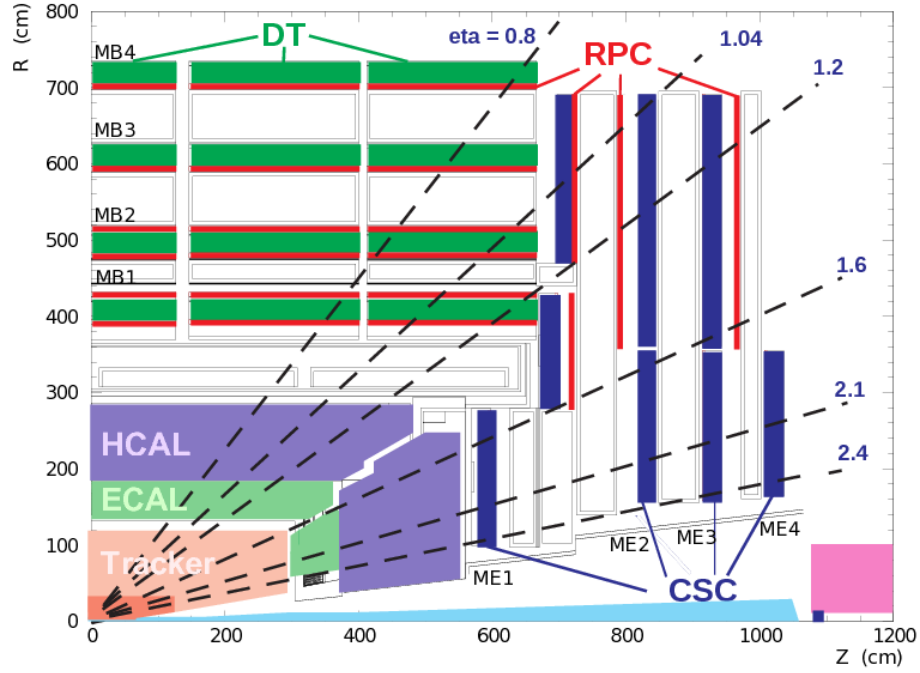 R (cm)
800
700
600
500
400
300
200
100
0
MB4
MB3
MB2
MB1
DT
eta = 0.8
1.04
RPC
1.2
1.6
2.1
2.4
HCAL
ECAL
Tracker
ME1
ME2
ME3
ME4
CSC
0
200
400
600
800
1000
1200
Z (cm)